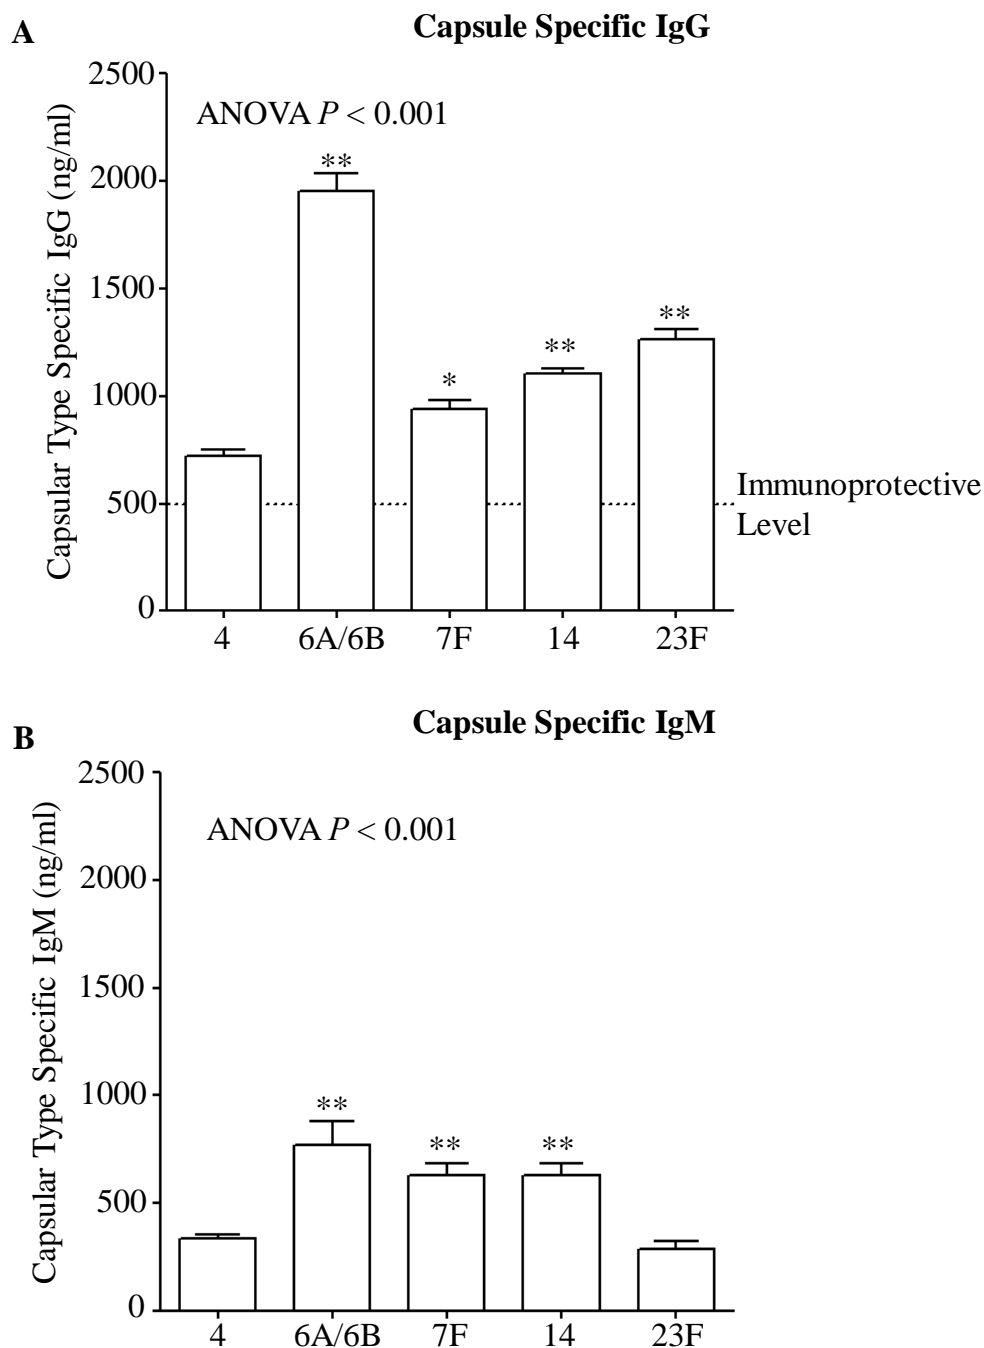 A
Capsule Specific IgG
Capsular Type Specific IgG (ng/ml)
2500
2000
1500
1000
500
0
ANOVA P < 0.001
**
*
**
**
Immunoprotective
Level
4 6A/6B 7F 14 23F
B
Capsule Specific IgM
Capsular Type Specific IgM (ng/ml)
2500
2000
1500
1000
500
0
ANOVA P < 0.001
** ** **
4 6A/6B 7F 14 23F